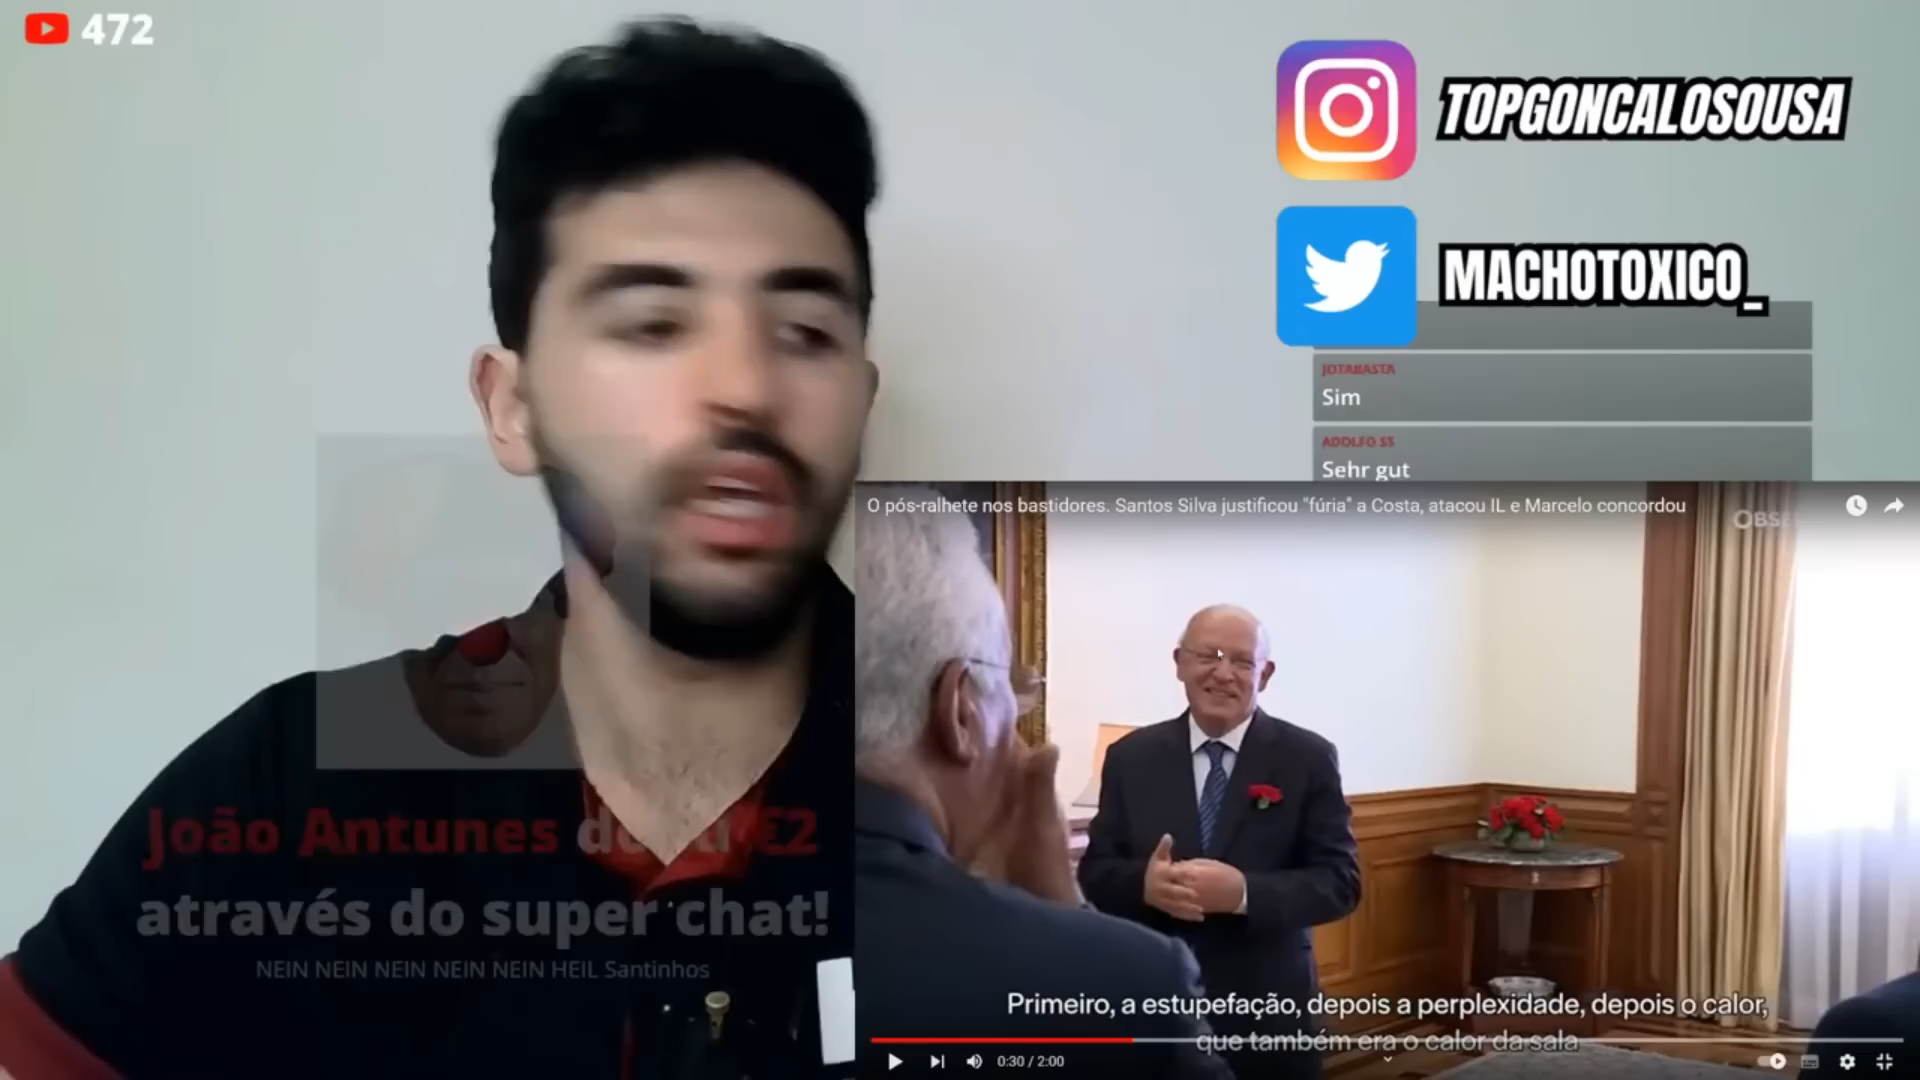 472
TOPGONCALOSOUSA
MACHOTOXICO_
JOTABASTA
Sim
ADOLFO SS
Sehr gut
O pós-ralhete nos bastidores. Santos Silva justificou "fúria" a Costa, atacou IL e Marcelo concordou
João Antunes €2
através do super chat!
NEIN NEIN NEIN NEIN NEIN HEIL Santinhos
Primeiro, a estupefação, depois a perplexidade, depois o calor,
que também era o calor da sala
0:30 / 2:00